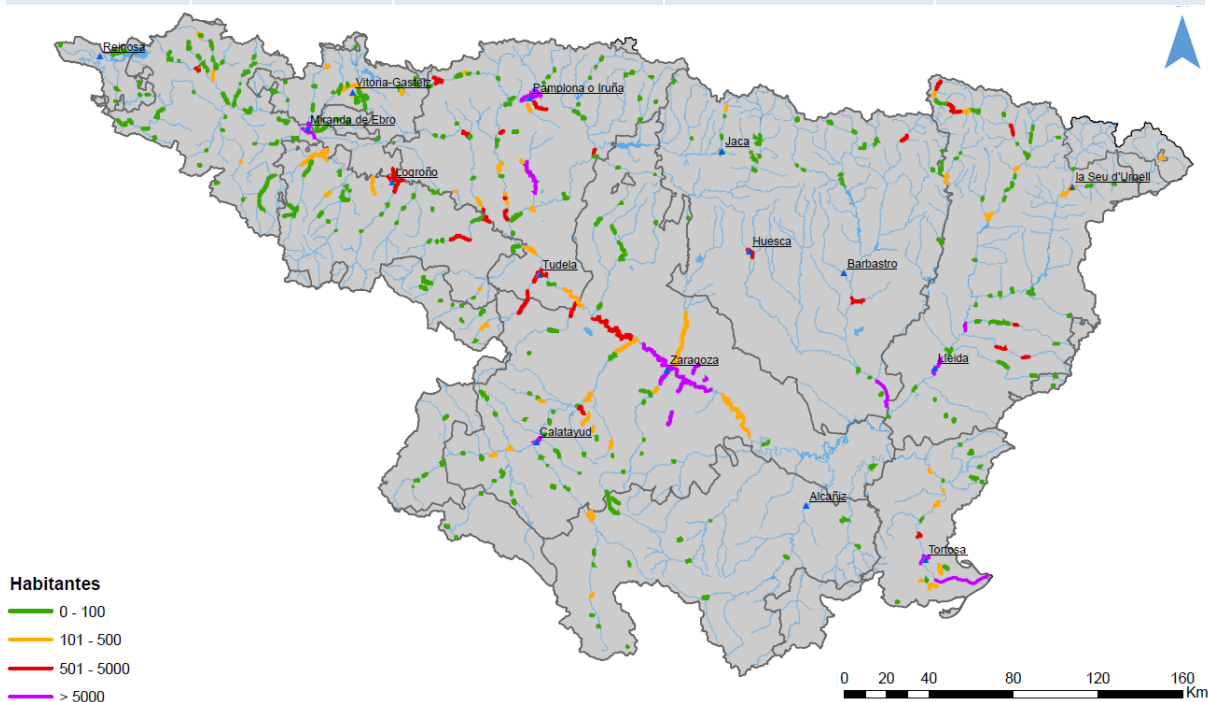 Reinosa
Vitoria-Gasteiz
Pamplona o Iruña
Miranda de Ebro
Jaca
la Seu d'Urgell
Logroño
Huesca
Barbastro
Tudela
Zaragoza
Lleida
Calatayud
Alcañiz
Tortosa
Habitantes
0 - 100
101 - 500
501 - 5000
> 5000
0 20 40 80 120 160
Km